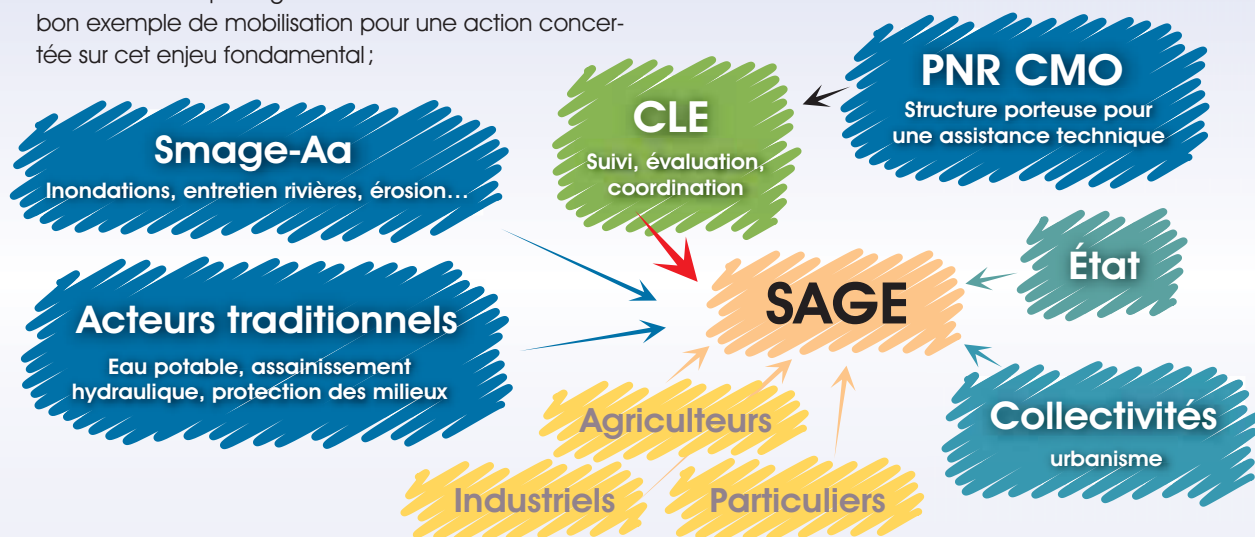 bon exemple de mobilisation pour une action concer-
tée sur cet enjeu fondamental ;
PNR CMO
Structure porteuse pour
une assistance technique
CLE
Suivi, évaluation,
coordination
Smage-Aa
Inondations, entretien rivières, érosion…
État
SAGE
Acteurs traditionnels
Eau potable, assainissement
hydraulique, protection des milieux
Agriculteurs
Collectivités
urbanisme
Industriels
Particuliers